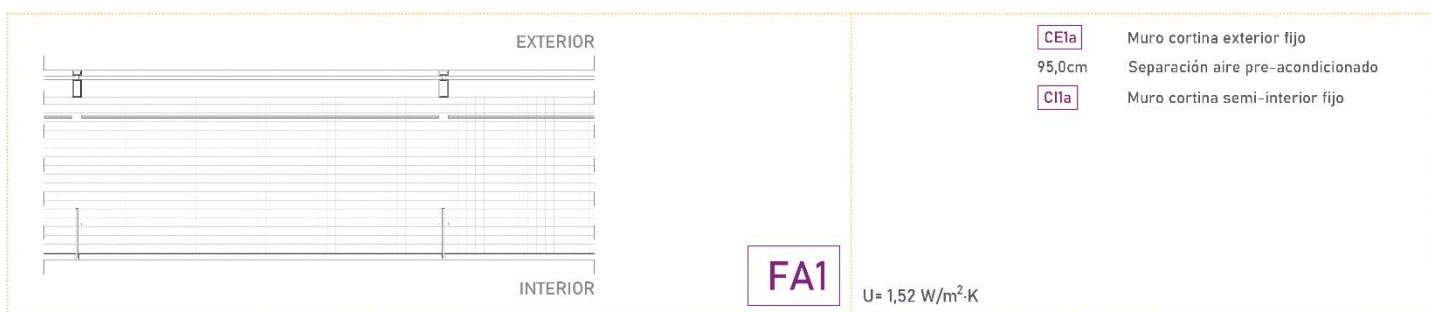 EXTERIOR
INTERIOR
FA1
CE1a Muro cortina exterior fijo
95,0cm Separación aire pre-acondicionado
CI1a Muro cortina semi-interior fijo
U= 1,52 W/m²·K